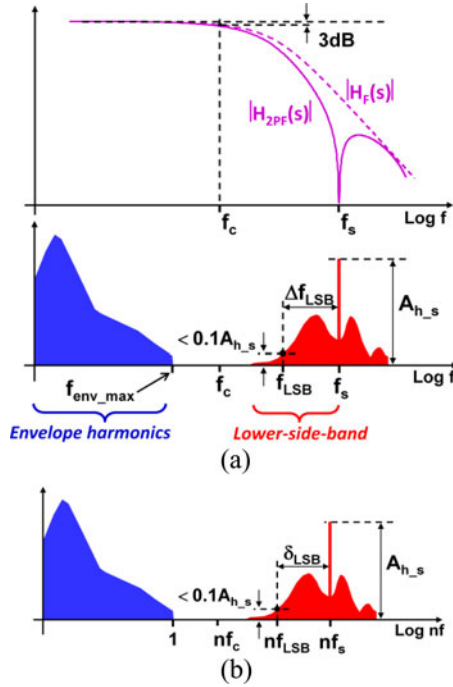 3dB
|H_F(s)|
|H_2PF(s)|
f_c
f_s
Log f
Δf_LSB
A_h_s
< 0.1A_h_s
f_env_max
f_c
f_LSB
f_s
Log f
Envelope harmonics
Lower-side-band
(a)
δ_LSB
A_h_s
< 0.1A_h_s
1
nf_c
nf_LSB
nf_s
Log nf
(b)